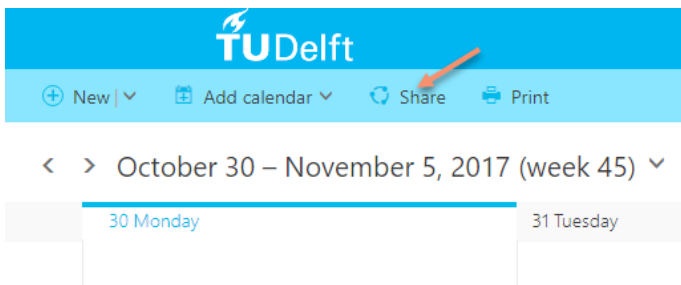 TUDelft
New | Add calendar Share Print
< > October 30 – November 5, 2017 (week 45)
30 Monday 31 Tuesday